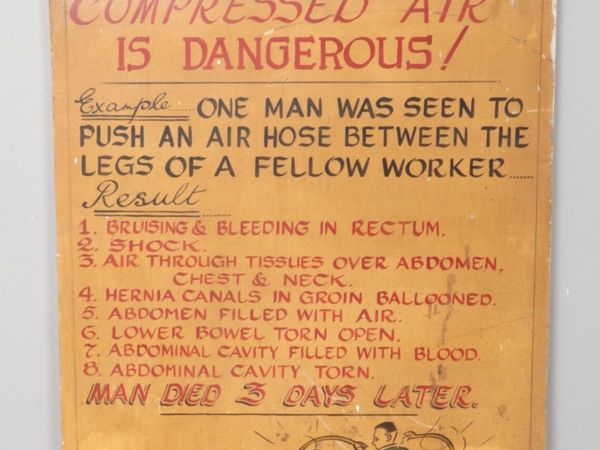 COMPRESSED AIR
IS DANGEROUS!
Example..... ONE MAN WAS SEEN TO
PUSH AN AIR HOSE BETWEEN THE
LEGS OF A FELLOW WORKER......
Result......
1. BRUISING & BLEEDING IN RECTUM.
2. SHOCK.
3. AIR THROUGH TISSUES OVER ABDOMEN,
CHEST & NECK.
4. HERNIA CANALS IN GROIN BALLOONED.
5. ABDOMEN FILLED WITH AIR.
6. LOWER BOWEL TORN OPEN.
7. ABDOMINAL CAVITY FILLED WITH BLOOD.
8. ABDOMINAL CAVITY TORN.
MAN DIED 3 DAYS LATER.